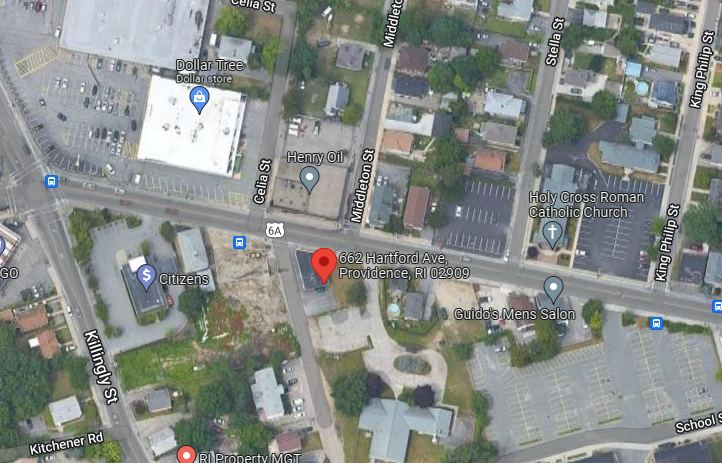 Celia St
Middleton
Stella St
King Philip St
Dollar Tree
Dollar store
Henry Oil
Celia St
Middleton St
Holy Cross Roman
Catholic Church
King Philip St
6A
662 Hartford Ave,
Providence, RI 02909
GO
$
Citizens
Guido's Mens Salon
Killingly St
School S
Kitchener Rd
RI Property MGT